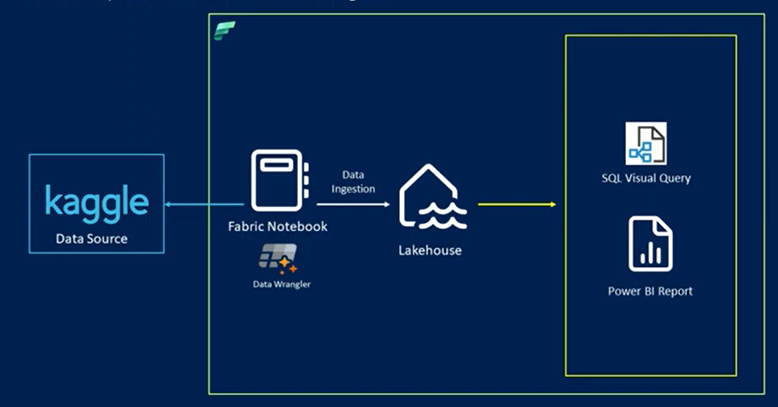 kaggle
Data Source
Fabric Notebook
Data Wrangler
Data
Ingestion
Lakehouse
SQL Visual Query
Power BI Report